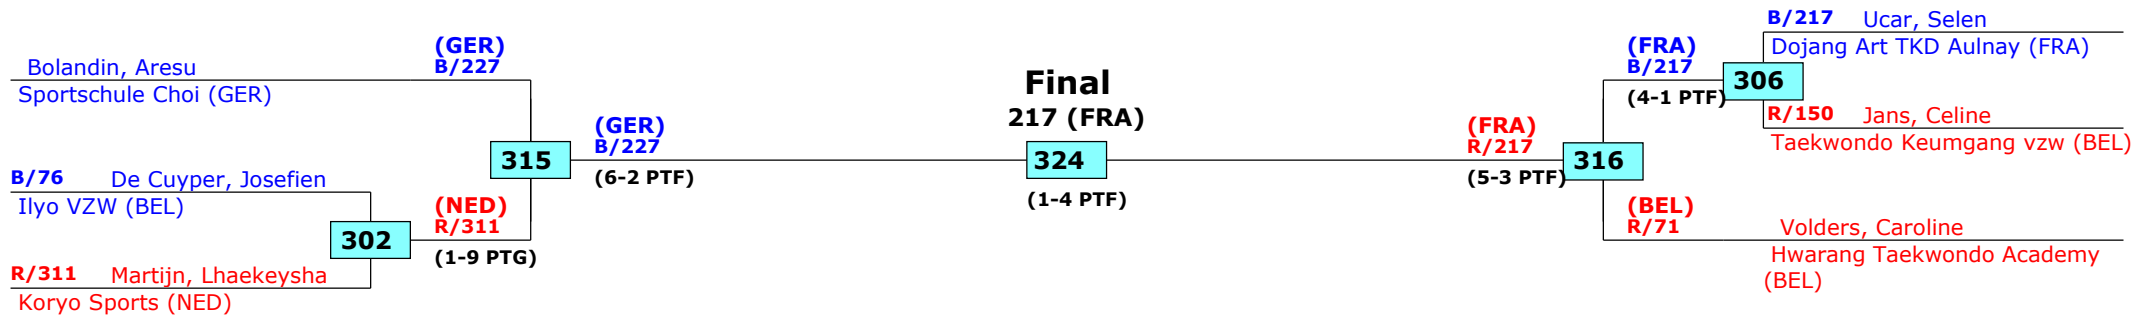 Bolandin, Aresu
Sportschule Choi (GER)
B/76 De Cuyper, Josefien
Ilyo VZW (BEL)
R/311 Martijn, Lhaekeysha
Koryo Sports (NED)
302
(GER)
B/227
(NED)
R/311
(1-9 PTG)
315
(GER)
B/227
(6-2 PTF)
Final
217 (FRA)
324
(1-4 PTF)
(FRA)
R/217
(5-3 PTF)
316
(FRA)
B/217
(4-1 PTF)
(BEL)
R/71
306
B/217 Ucar, Selen
Dojang Art TKD Aulnay (FRA)
R/150 Jans, Celine
Taekwondo Keumgang vzw (BEL)
Volders, Caroline
Hwarang Taekwondo Academy
(BEL)